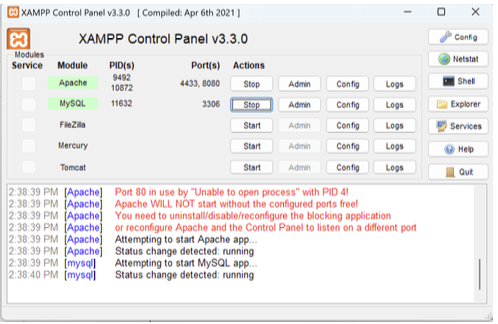 XAMPP Control Panel v3.3.0 [ Compiled: Apr 6th 2021 ]
XAMPP Control Panel v3.3.0
Config
Modules
Service Module PID(s) Port(s) Actions
Netstat
Apache 9492 10872 4433, 8080 Stop Admin Config Logs
Shell
MySQL 11632 3306 Stop Admin Config Logs
Explorer
FileZilla Start Admin Config Logs
Services
Mercury Start Admin Config Logs
Help
Tomcat Start Admin Config Logs
Quit
2:38:39 PM [Apache] Port 80 in use by "Unable to open process" with PID 4!
2:38:39 PM [Apache] Apache WILL NOT start without the configured ports free!
2:38:39 PM [Apache] You need to uninstall/disable/reconfigure the blocking application
2:38:39 PM [Apache] or reconfigure Apache and the Control Panel to listen on a different port
2:38:39 PM [Apache] Attempting to start Apache app...
2:38:39 PM [Apache] Status change detected: running
2:38:39 PM [mysql] Attempting to start MySQL app...
2:38:40 PM [mysql] Status change detected: running